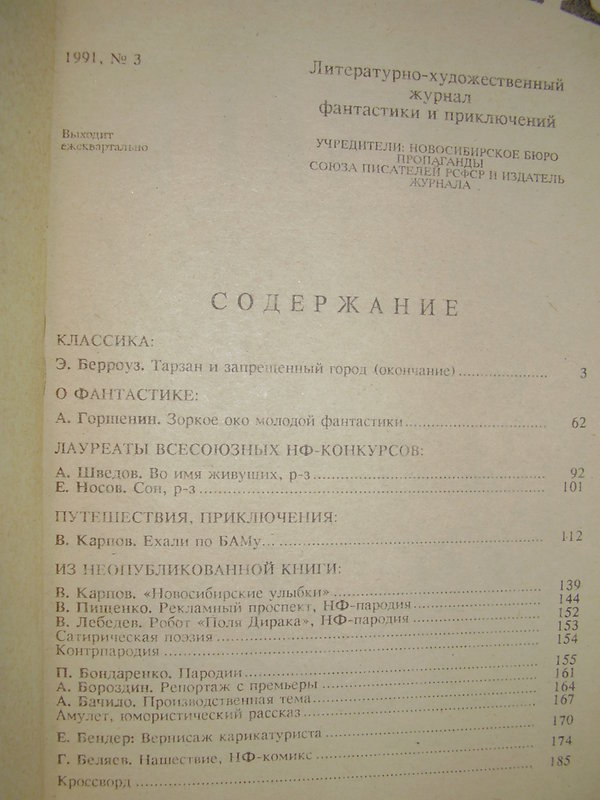 1991, № 3
Литературно-художественный
журнал
фантастики и приключений
Выходит
ежеквартально
УЧРЕДИТЕЛИ: НОВОСИБИРСКОЕ БЮРО
ПРОПАГАНДЫ
СОЮЗА ПИСАТЕЛЕЙ РСФСР И ИЗДАТЕЛЬ
ЖУРНАЛА
СОДЕРЖАНИЕ
КЛАССИКА:
Э. Берроуз. Тарзан и запрещенный город (окончание) 3
О ФАНТАСТИКЕ:
А. Горшенин. Зоркое око молодой фантастики 62
ЛАУРЕАТЫ ВСЕСОЮЗНЫХ НФ-КОНКУРСОВ:
А. Шведов. Во имя живущих, р-з 92
Е. Носов. Сон, р-з 101
ПУТЕШЕСТВИЯ, ПРИКЛЮЧЕНИЯ:
В. Карпов. Ехали по БАМу... 112
ИЗ НЕОПУБЛИКОВАННОЙ КНИГИ:
В. Карпов. «Новосибирские улыбки» 139
В. Пищенко. Рекламный проспект, НФ-пародия 144
В. Лебедев. Робот «Поля Дирака», НФ-пародия 152
Сатирическая поэзия 153
Контрпародия 154
П. Бондаренко. Пародии 155
А. Бороздин. Репортаж с премьеры 161
А. Бачило. Производственная тема 164
Амулет, юмористический рассказ 167
Е. Бендер: Вернисаж карикатуриста 170
Г. Беляев. Нашествие, НФ-комикс 174
Кроссворд 185